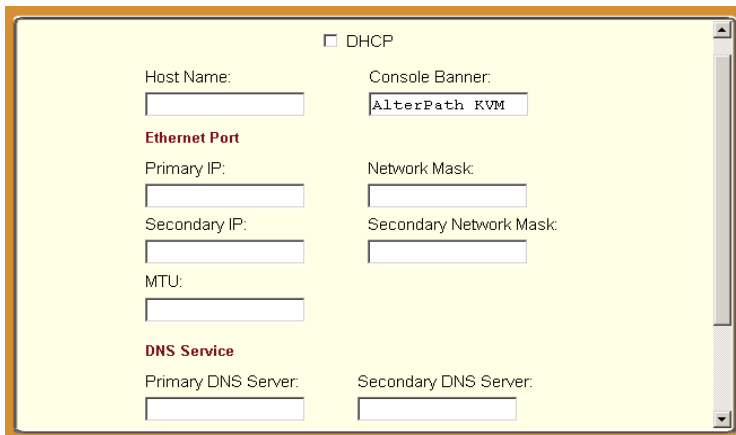 DHCP
Host Name: Console Banner:
AlterPath KVM
Ethernet Port
Primary IP: Network Mask:
Secondary IP: Secondary Network Mask:
MTU:
DNS Service
Primary DNS Server: Secondary DNS Server: